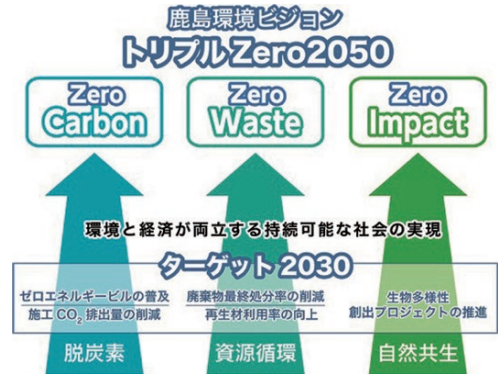 鹿島環境ビジョン
トリプルZero2050
Zero
Carbon
Zero
Waste
Zero
Impact
環境と経済が両立する持続可能な社会の実現
ターゲット2030
ゼロエネルギービルの普及
施工CO₂排出量の削減
廃棄物最終処分率の削減
再生材利用率の向上
生物多様性
創出プロジェクトの推進
脱炭素
資源循環
自然共生